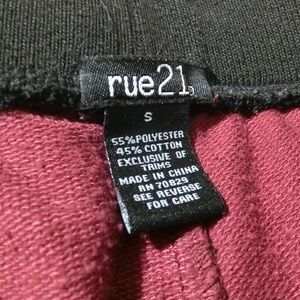 rue21.
S
55% POLYESTER
45% COTTON
EXCLUSIVE OF
TRIMS
MADE IN CHINA
RN 70829
SEE REVERSE
FOR CARE